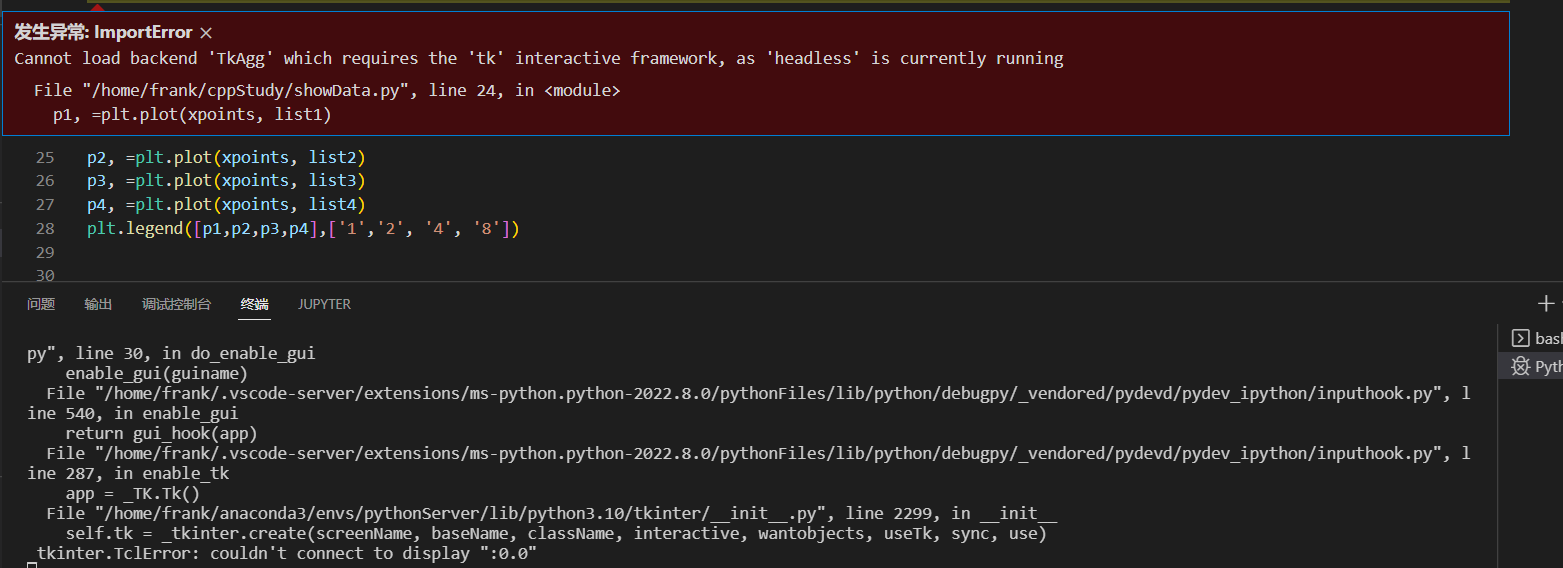 发生异常: ImportError ×
Cannot load backend 'TkAgg' which requires the 'tk' interactive framework, as 'headless' is currently running
File "/home/frank/cppStudy/showData.py", line 24, in <module>
p1, =plt.plot(xpoints, list1)
25 p2, =plt.plot(xpoints, list2)
26 p3, =plt.plot(xpoints, list3)
27 p4, =plt.plot(xpoints, list4)
28 plt.legend([p1,p2,p3,p4],['1','2', '4', '8'])
29
30
问题 输出 调试控制台 终端 JUPYTER
py", line 30, in do_enable_gui
enable_gui(guiname)
File "/home/frank/.vscode-server/extensions/ms-python.python-2022.8.0/pythonFiles/lib/python/debugpy/_vendored/pydevd/pydev_ipython/inputhook.py", l
ine 540, in enable_gui
return gui_hook(app)
File "/home/frank/.vscode-server/extensions/ms-python.python-2022.8.0/pythonFiles/lib/python/debugpy/_vendored/pydevd/pydev_ipython/inputhook.py", l
ine 287, in enable_tk
app = _TK.Tk()
File "/home/frank/anaconda3/envs/pythonServer/lib/python3.10/tkinter/__init__.py", line 2299, in __init__
self.tk = _tkinter.create(screenName, baseName, className, interactive, wantobjects, useTk, sync, use)
_tkinter.TclError: couldn't connect to display ":0.0"
bas
Pyth